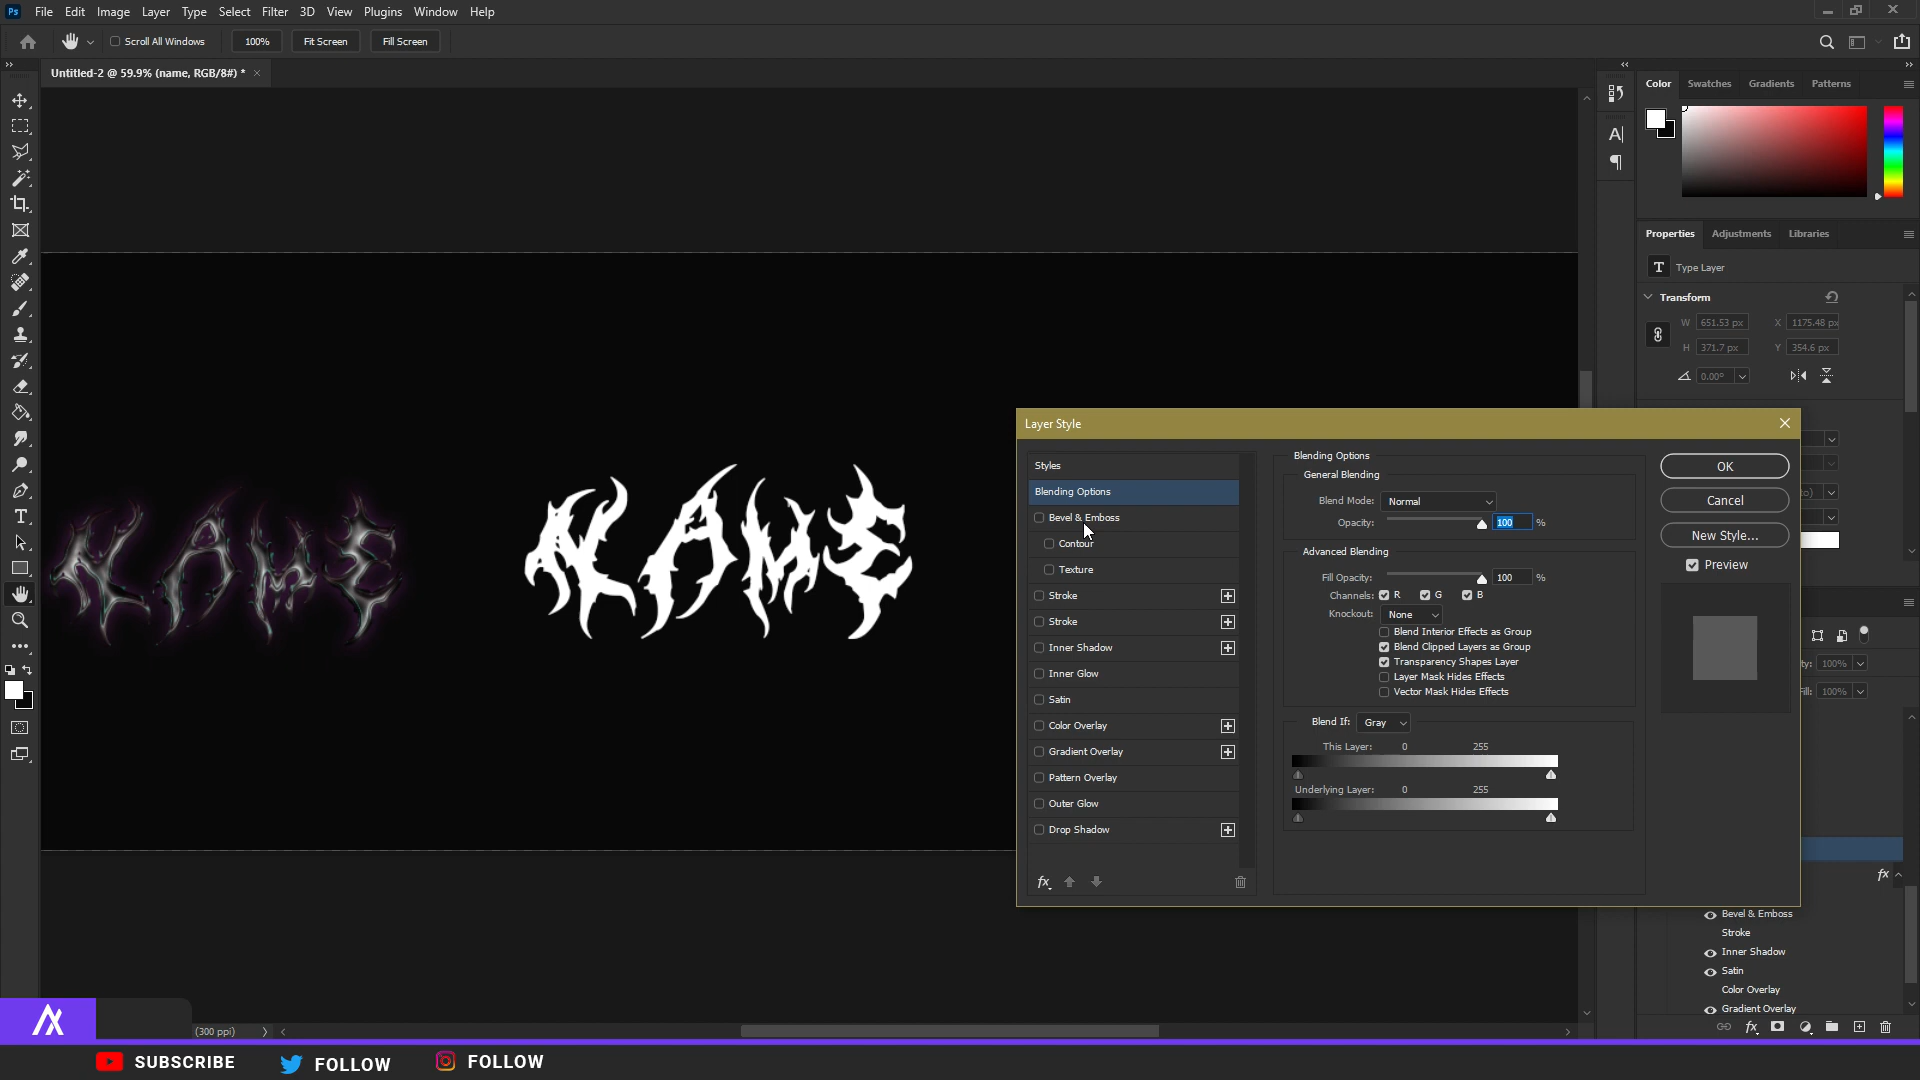 Ps File Edit Image Layer Type Select Filter 3D View Plugins Window Help
Scroll All Windows 100% Fit Screen Fill Screen
Untitled-2 @ 59.9% (name, RGB/8#) *
Color Swatches Gradients Patterns
Properties Adjustments Libraries
T Type Layer
Transform
W 651.53 px X 1175.48 px
H 371.7 px Y 354.6 px
0.00°
NAME NAME
Layer Style
Styles
Blending Options
Bevel & Emboss
Contour
Texture
Stroke
Stroke
Inner Shadow
Inner Glow
Satin
Color Overlay
Gradient Overlay
Pattern Overlay
Outer Glow
Drop Shadow
fx
Blending Options
General Blending
Blend Mode: Normal
Opacity: 100 %
Advanced Blending
Fill Opacity: 100 %
Channels: R G B
Knockout: None
Blend Interior Effects as Group
Blend Clipped Layers as Group
Transparency Shapes Layer
Layer Mask Hides Effects
Vector Mask Hides Effects
Blend If: Gray
This Layer: 0 255
Underlying Layer: 0 255
OK
Cancel
New Style...
Preview
100%
100%
fx
Bevel & Emboss
Stroke
Inner Shadow
Satin
Color Overlay
Gradient Overlay
fx
(300 ppi)
SUBSCRIBE FOLLOW FOLLOW